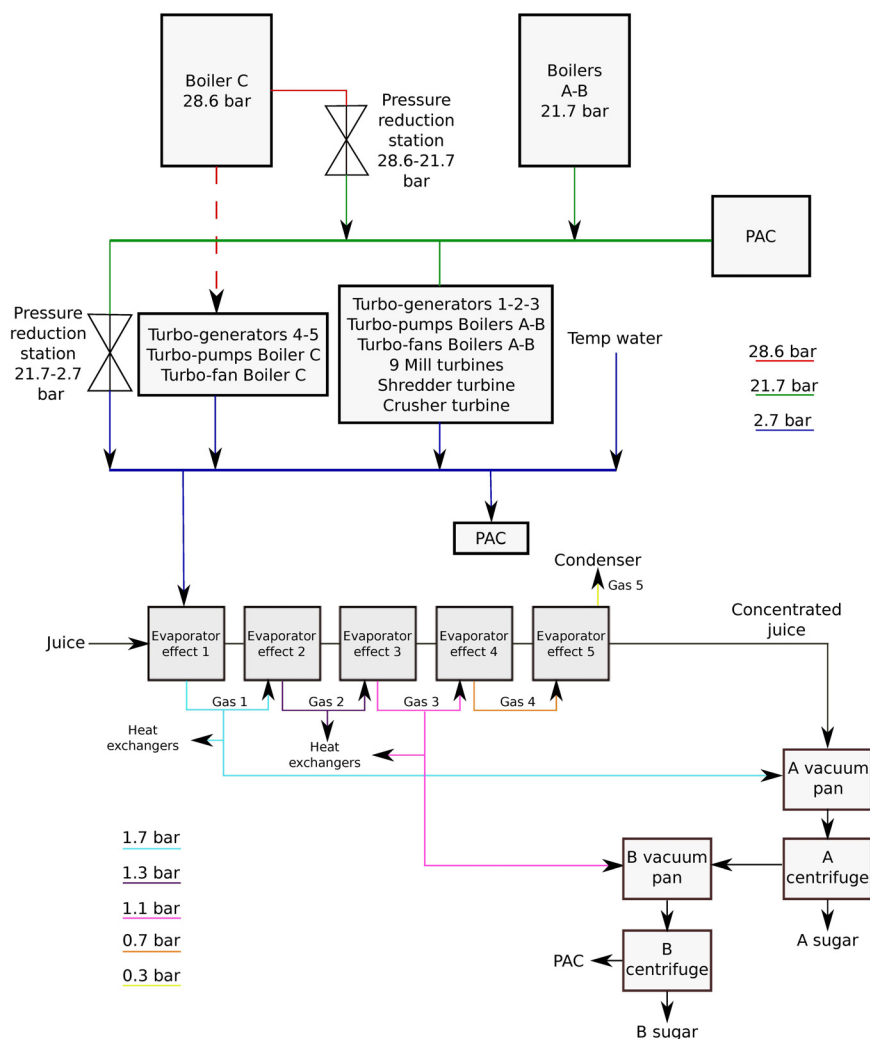 Boiler C
28.6 bar
Pressure
reduction
station
28.6-21.7
bar
Boilers
A-B
21.7 bar
PAC
Pressure
reduction
station
21.7-2.7
bar
Turbo-generators 4-5
Turbo-pumps Boiler C
Turbo-fan Boiler C
Turbo-generators 1-2-3
Turbo-pumps Boilers A-B
Turbo-fans Boilers A-B
9 Mill turbines
Shredder turbine
Crusher turbine
Temp water
28.6 bar
21.7 bar
2.7 bar
PAC
Condenser
Gas 5
Juice
Evaporator
effect 1
Evaporator
effect 2
Evaporator
effect 3
Evaporator
effect 4
Evaporator
effect 5
Concentrated
juice
Gas 1
Gas 2
Gas 3
Gas 4
Heat
exchangers
Heat
exchangers
A vacuum
pan
1.7 bar
1.3 bar
1.1 bar
0.7 bar
0.3 bar
B vacuum
pan
A
centrifuge
A sugar
PAC
B
centrifuge
B sugar